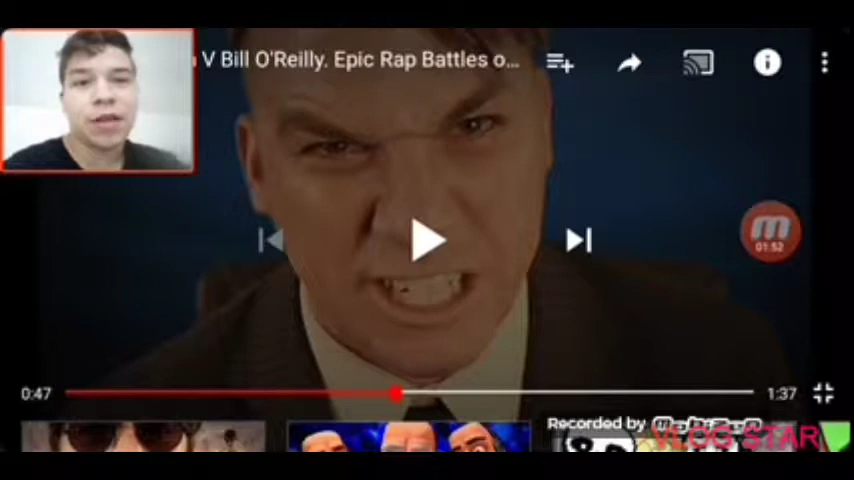 V Bill O'Reilly. Epic Rap Battles o...
01:52
0:47
1:37
Recorded by
VLOG STAR